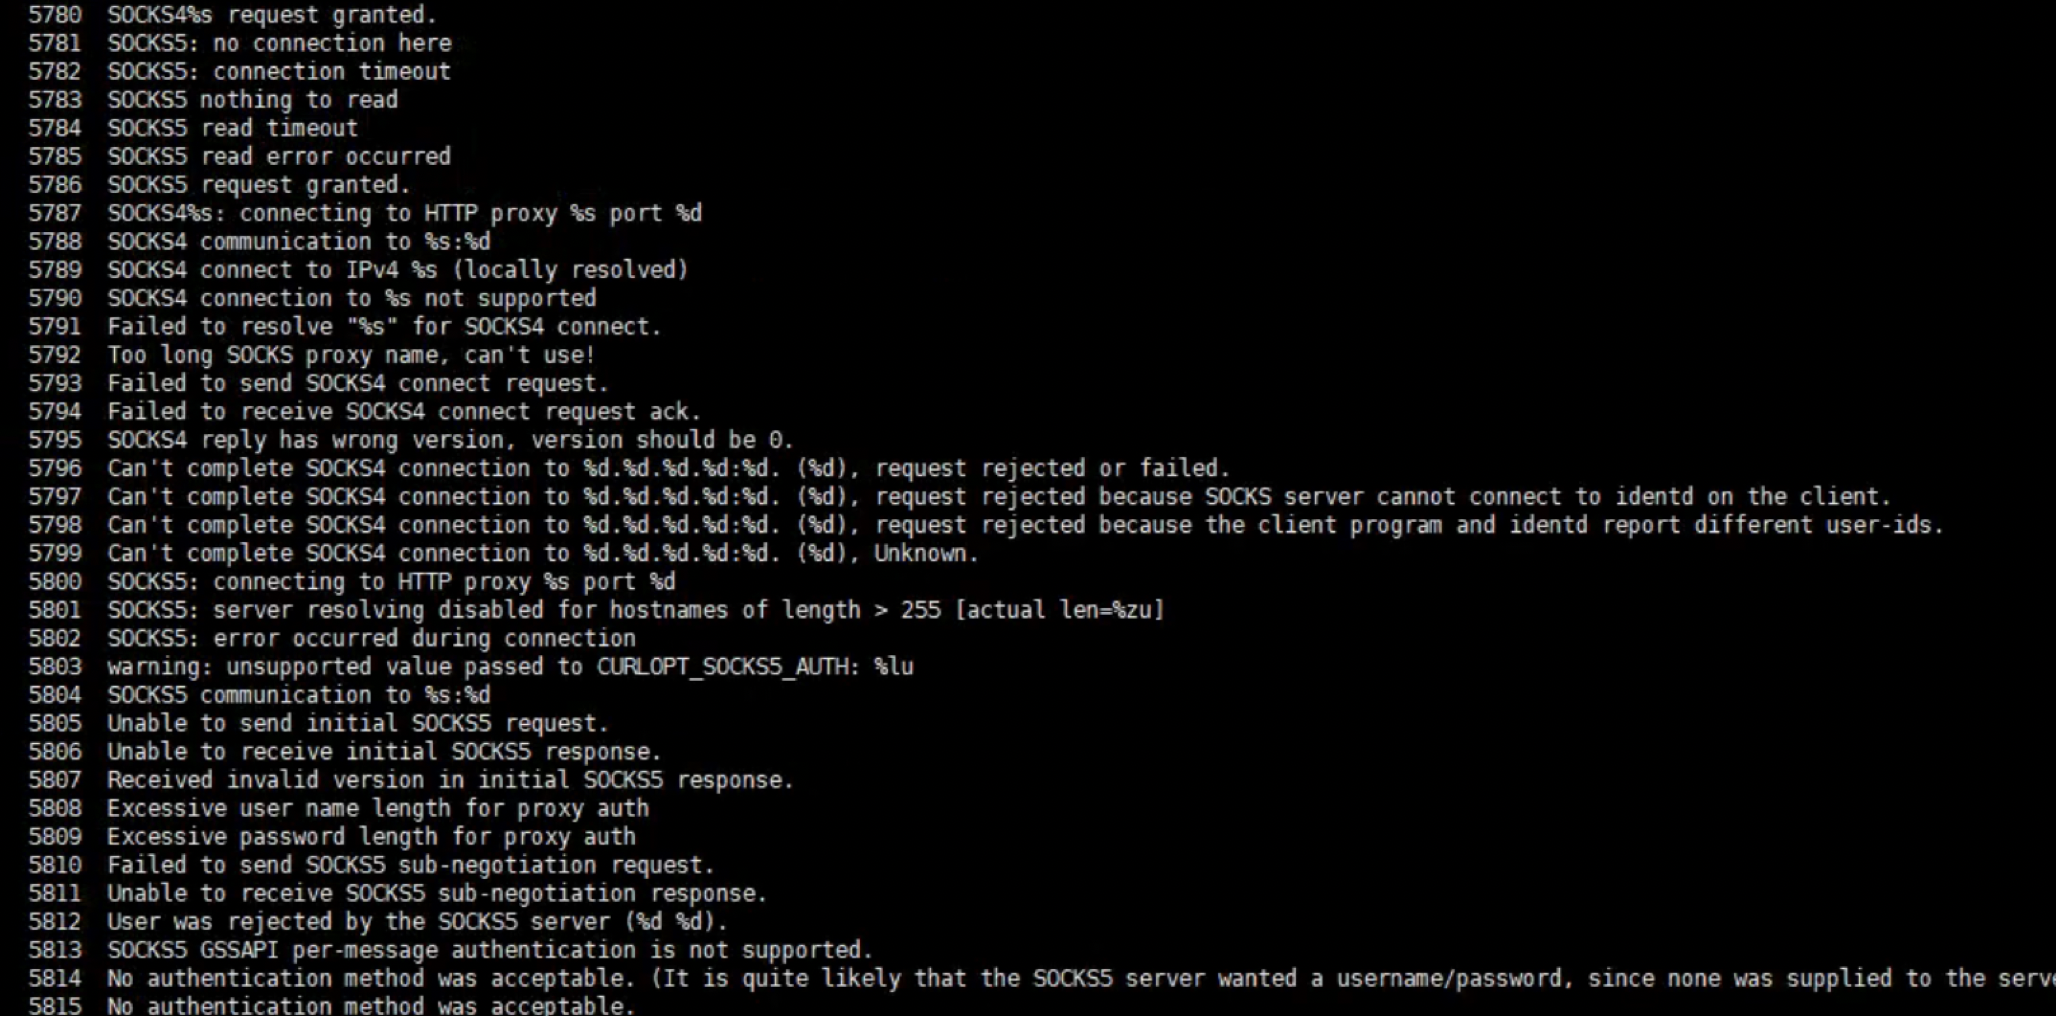 5780 SOCKS4%s request granted.
5781 SOCKS5: no connection here
5782 SOCKS5: connection timeout
5783 SOCKS5 nothing to read
5784 SOCKS5 read timeout
5785 SOCKS5 read error occurred
5786 SOCKS5 request granted.
5787 SOCKS4%s: connecting to HTTP proxy %s port %d
5788 SOCKS4 communication to %s:%d
5789 SOCKS4 connect to IPv4 %s (locally resolved)
5790 SOCKS4 connection to %s not supported
5791 Failed to resolve "%s" for SOCKS4 connect.
5792 Too long SOCKS proxy name, can't use!
5793 Failed to send SOCKS4 connect request.
5794 Failed to receive SOCKS4 connect request ack.
5795 SOCKS4 reply has wrong version, version should be 0.
5796 Can't complete SOCKS4 connection to %d.%d.%d.%d:%d. (%d), request rejected or failed.
5797 Can't complete SOCKS4 connection to %d.%d.%d.%d:%d. (%d), request rejected because SOCKS server cannot connect to identd on the client.
5798 Can't complete SOCKS4 connection to %d.%d.%d.%d:%d. (%d), request rejected because the client program and identd report different user-ids.
5799 Can't complete SOCKS4 connection to %d.%d.%d.%d:%d. (%d), Unknown.
5800 SOCKS5: connecting to HTTP proxy %s port %d
5801 SOCKS5: server resolving disabled for hostnames of length > 255 [actual len=%zu]
5802 SOCKS5: error occurred during connection
5803 warning: unsupported value passed to CURLOPT_SOCKS5_AUTH: %lu
5804 SOCKS5 communication to %s:%d
5805 Unable to send initial SOCKS5 request.
5806 Unable to receive initial SOCKS5 response.
5807 Received invalid version in initial SOCKS5 response.
5808 Excessive user name length for proxy auth
5809 Excessive password length for proxy auth
5810 Failed to send SOCKS5 sub-negotiation request.
5811 Unable to receive SOCKS5 sub-negotiation response.
5812 User was rejected by the SOCKS5 server (%d %d).
5813 SOCKS5 GSSAPI per-message authentication is not supported.
5814 No authentication method was acceptable. (It is quite likely that the SOCKS5 server wanted a username/password, since none was supplied to the serve
5815 No authentication method was acceptable.